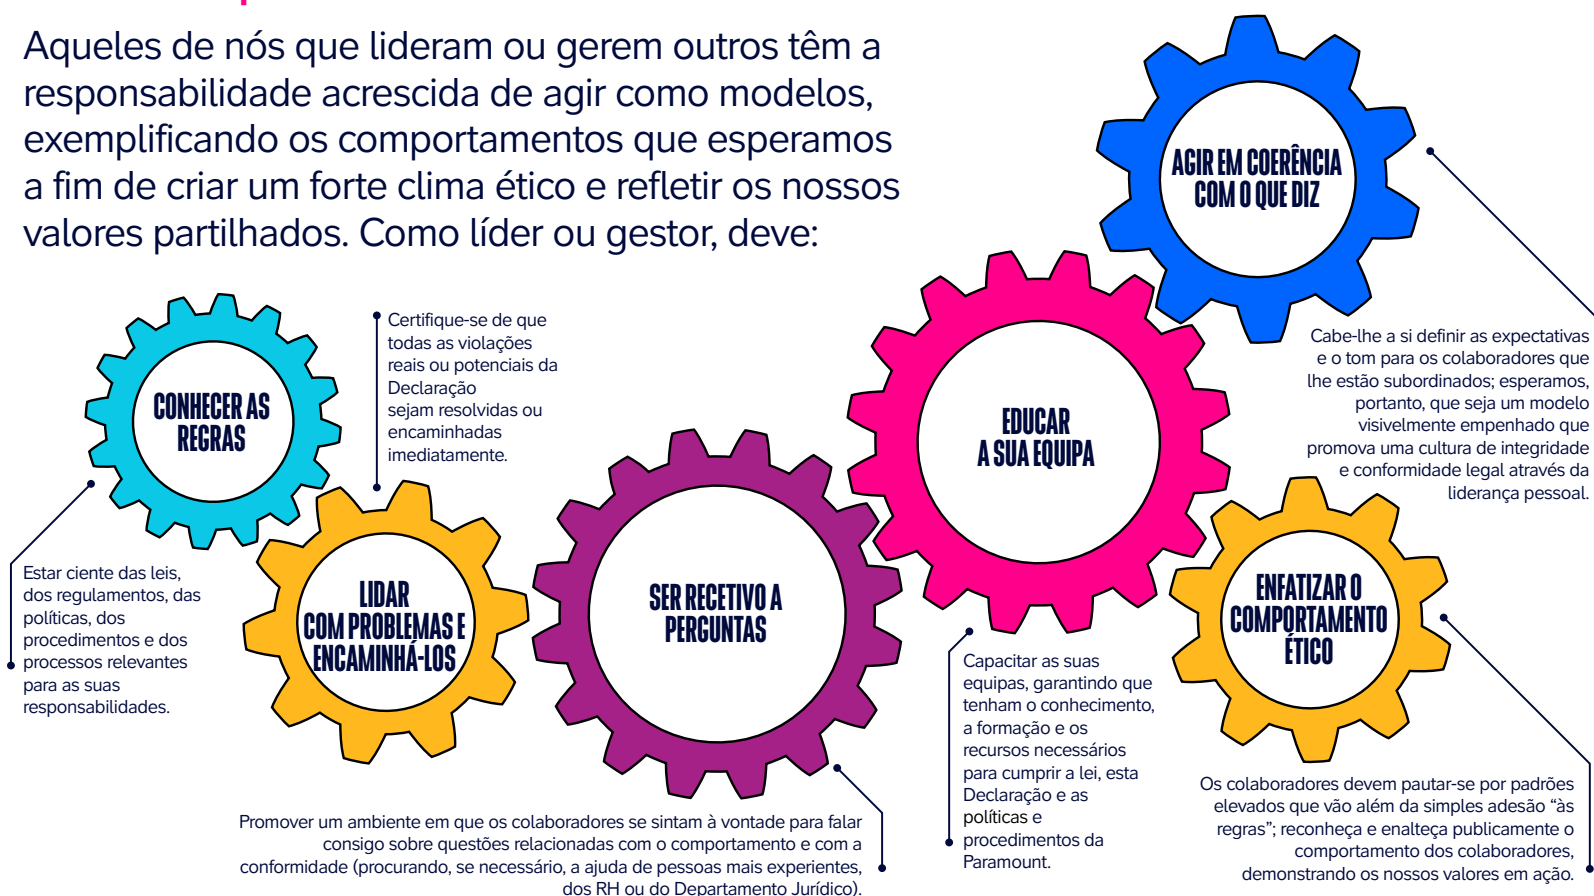 Aqueles de nós que lideram ou gerem outros têm a
responsabilidade acrescida de agir como modelos,
exemplificando os comportamentos que esperamos
a fim de criar um forte clima ético e refletir os nossos
valores partilhados. Como líder ou gestor, deve:
CONHECER AS
REGRAS
Estar ciente das leis,
dos regulamentos, das
políticas, dos
procedimentos e dos
processos relevantes
para as suas
responsabilidades.
LIDAR
COM PROBLEMAS E
ENCAMINHÁ-LOS
Certifique-se de que
todas as violações
reais ou potenciais da
Declaração
sejam resolvidas ou
encaminhadas
imediatamente.
SER RECETIVO A
PERGUNTAS
Promover um ambiente em que os colaboradores se sintam à vontade para falar
consigo sobre questões relacionadas com o comportamento e com a
conformidade (procurando, se necessário, a ajuda de pessoas mais experientes,
dos RH ou do Departamento Jurídico).
EDUCAR
A SUA EQUIPA
Capacitar as suas
equipas, garantindo que
tenham o conhecimento,
a formação e os
recursos necessários
para cumprir a lei, esta
Declaração e as
políticas e
procedimentos da
Paramount.
AGIR EM COERÊNCIA
COM O QUE DIZ
Cabe-lhe a si definir as expectativas
e o tom para os colaboradores que
lhe estão subordinados; esperamos,
portanto, que seja um modelo
visivelmente empenhado que
promova uma cultura de integridade
e conformidade legal através da
liderança pessoal.
ENFATIZAR O
COMPORTAMENTO
ÉTICO
Os colaboradores devem pautar-se por padrões
elevados que vão além da simples adesão “às
regras”; reconheça e enalteça publicamente o
comportamento dos colaboradores,
demonstrando os nossos valores em ação.